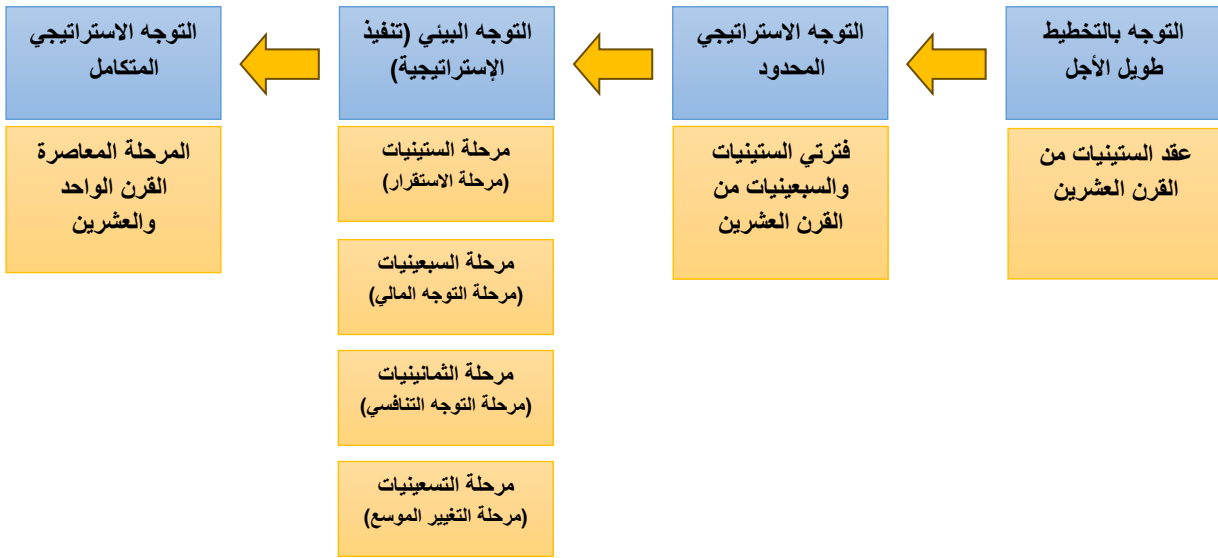 التوجه بالتخطيط
طويل الأجل
عقد الستينيات من
القرن العشرين
التوجه الاستراتيجي
المحدود
فترتي الستينيات
والسبعينيات من
القرن العشرين
التوجه البيئي (تنفيذ
الإستراتيجية)
مرحلة الستينيات
(مرحلة الاستقرار)
مرحلة السبعينيات
(مرحلة التوجه المالي)
مرحلة الثمانينيات
(مرحلة التوجه التنافسي)
مرحلة التسعينيات
(مرحلة التغيير الموسع)
التوجه الاستراتيجي
المتكامل
المرحلة المعاصرة
القرن الواحد
والعشرين